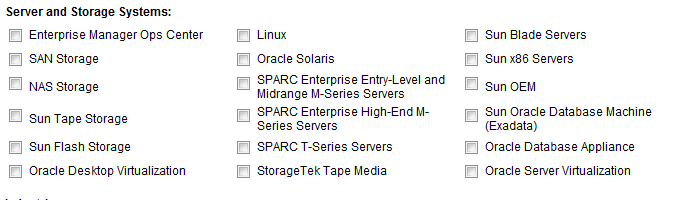 Server and Storage Systems:
Enterprise Manager Ops Center
Linux
Sun Blade Servers
SAN Storage
Oracle Solaris
Sun x86 Servers
NAS Storage
SPARC Enterprise Entry-Level and
Midrange M-Series Servers
Sun OEM
Sun Tape Storage
SPARC Enterprise High-End M-
Series Servers
Sun Oracle Database Machine
(Exadata)
Sun Flash Storage
SPARC T-Series Servers
Oracle Database Appliance
Oracle Desktop Virtualization
StorageTek Tape Media
Oracle Server Virtualization